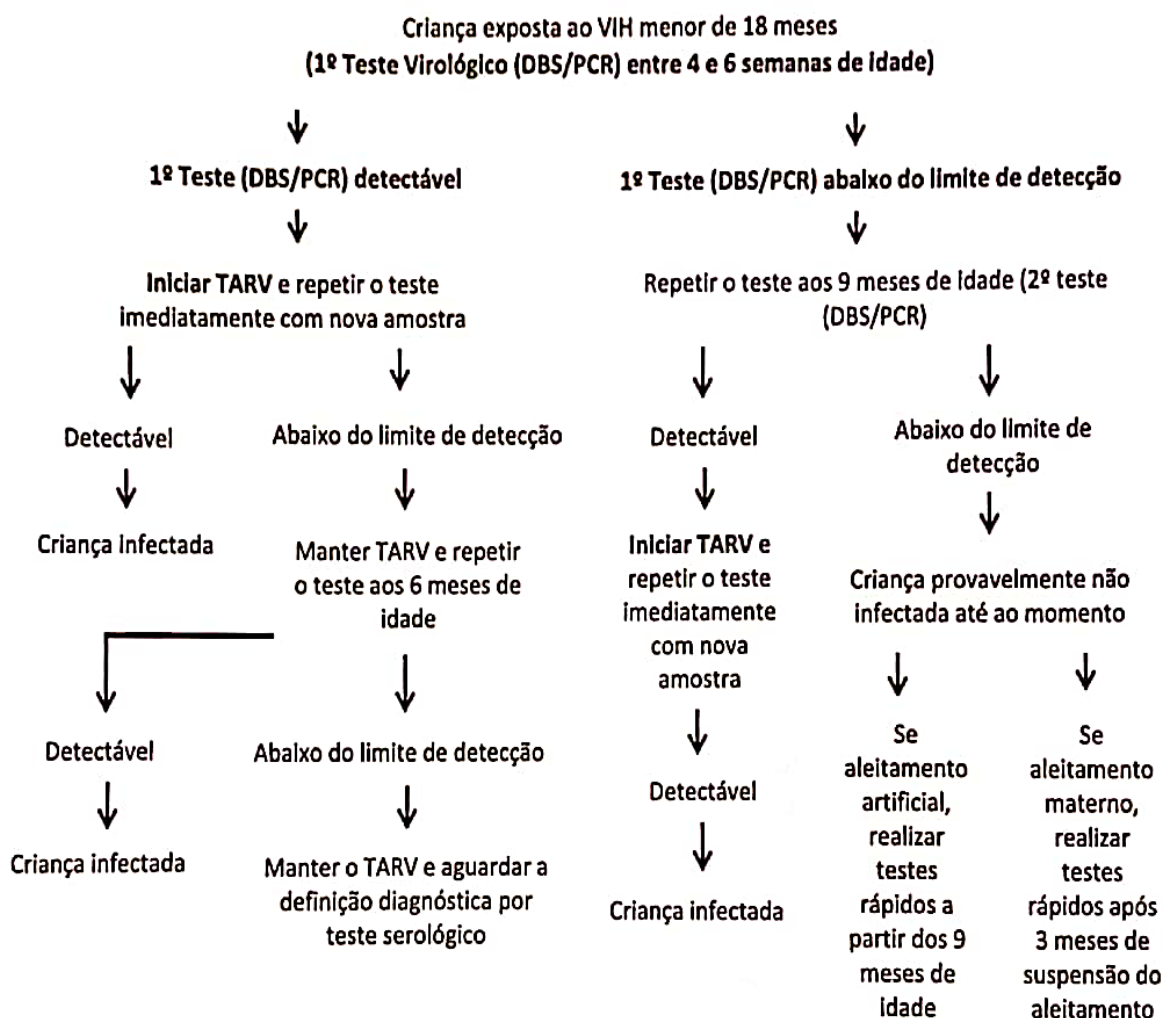 Criança exposta ao VIH menor de 18 meses
(1º Teste Virológico (DBS/PCR) entre 4 e 6 semanas de idade)
1º Teste (DBS/PCR) detectável
Iniciar TARV e repetir o teste
imediatamente com nova amostra
Detectável
Criança infectada
Abaixo do limite de detecção
Manter TARV e repetir
o teste aos 6 meses de
idade
Detectável
Criança infectada
Abaixo do limite de detecção
Manter o TARV e aguardar a
definição diagnóstica por
teste serológico
1º Teste (DBS/PCR) abaixo do limite de detecção
Repetir o teste aos 9 meses de idade (2º teste
(DBS/PCR)
Detectável
Iniciar TARV e
repetir o teste
imediatamente
com nova
amostra
Detectável
Criança infectada
Abaixo do limite de
detecção
Criança provavelmente não
infectada até ao momento
Se
aleitamento
artificial,
realizar
testes
rápidos a
partir dos 9
meses de
idade
Se
aleitamento
materno,
realizar
testes
rápidos após
3 meses de
suspensão do
aleitamento